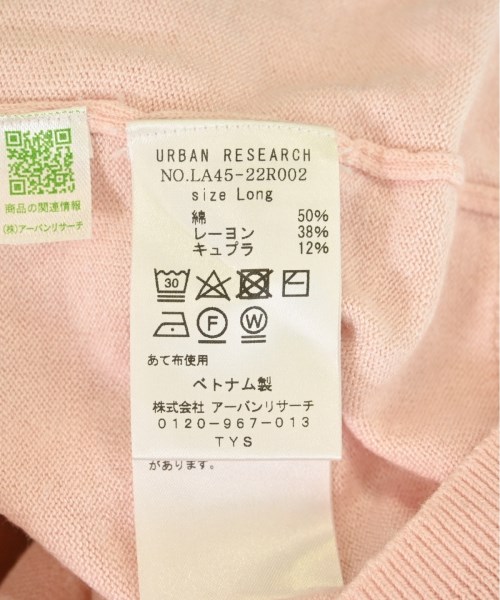 商品の関連情報
(株)アーバンリサーチ
URBAN RESEARCH
NO.LA45-22R002
size Long
綿 50%
レーヨン 38%
キュプラ 12%
30
F W
あて布使用
ベトナム製
株式会社 アーバンリサーチ
0120-967-013
TYS
があります。